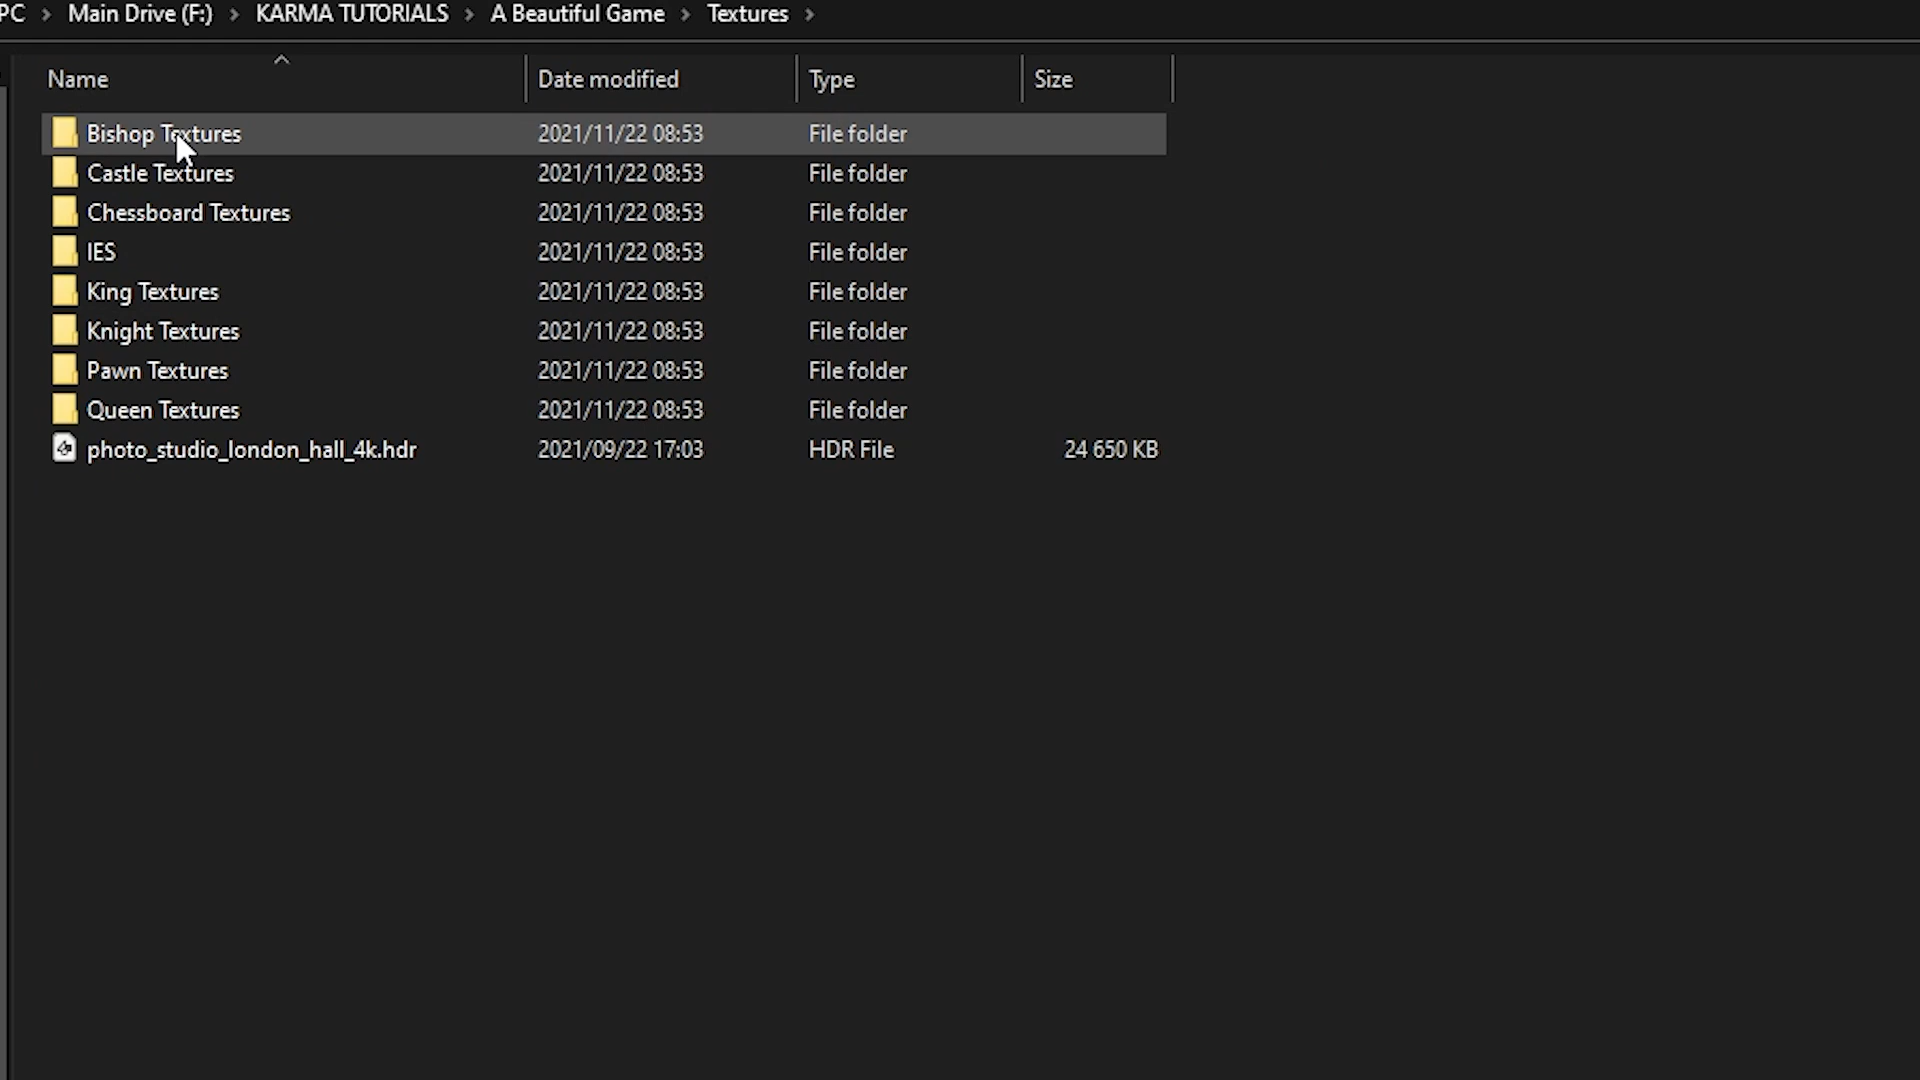 PC > Main Drive (F:) > KARMA TUTORIALS > A Beautiful Game > Textures >
Name Date modified Type Size
Bishop Textures 2021/11/22 08:53 File folder
Castle Textures 2021/11/22 08:53 File folder
Chessboard Textures 2021/11/22 08:53 File folder
IES 2021/11/22 08:53 File folder
King Textures 2021/11/22 08:53 File folder
Knight Textures 2021/11/22 08:53 File folder
Pawn Textures 2021/11/22 08:53 File folder
Queen Textures 2021/11/22 08:53 File folder
photo_studio_london_hall_4k.hdr 2021/09/22 17:03 HDR File 24 650 KB